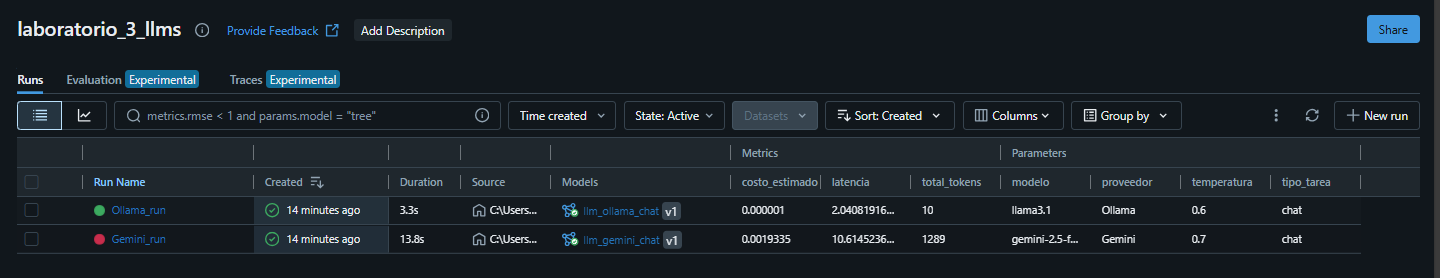 laboratorio_3_llms Provide Feedback Add Description Share
Runs Evaluation Experimental Traces Experimental
metrics.rmse < 1 and params.model = "tree" Time created State: Active Datasets Sort: Created Columns Group by New run
Metrics Parameters
Run Name Created Duration Source Models costo_estimado latencia total_tokens modelo proveedor temperatura tipo_tarea
Ollama_run 14 minutes ago 3.3s C:\Users... llm_ollama_chat v1 0.000001 2.04081916... 10 llama3.1 Ollama 0.6 chat
Gemini_run 14 minutes ago 13.8s C:\Users... llm_gemini_chat v1 0.0019335 10.6145236... 1289 gemini-2.5-f... Gemini 0.7 chat